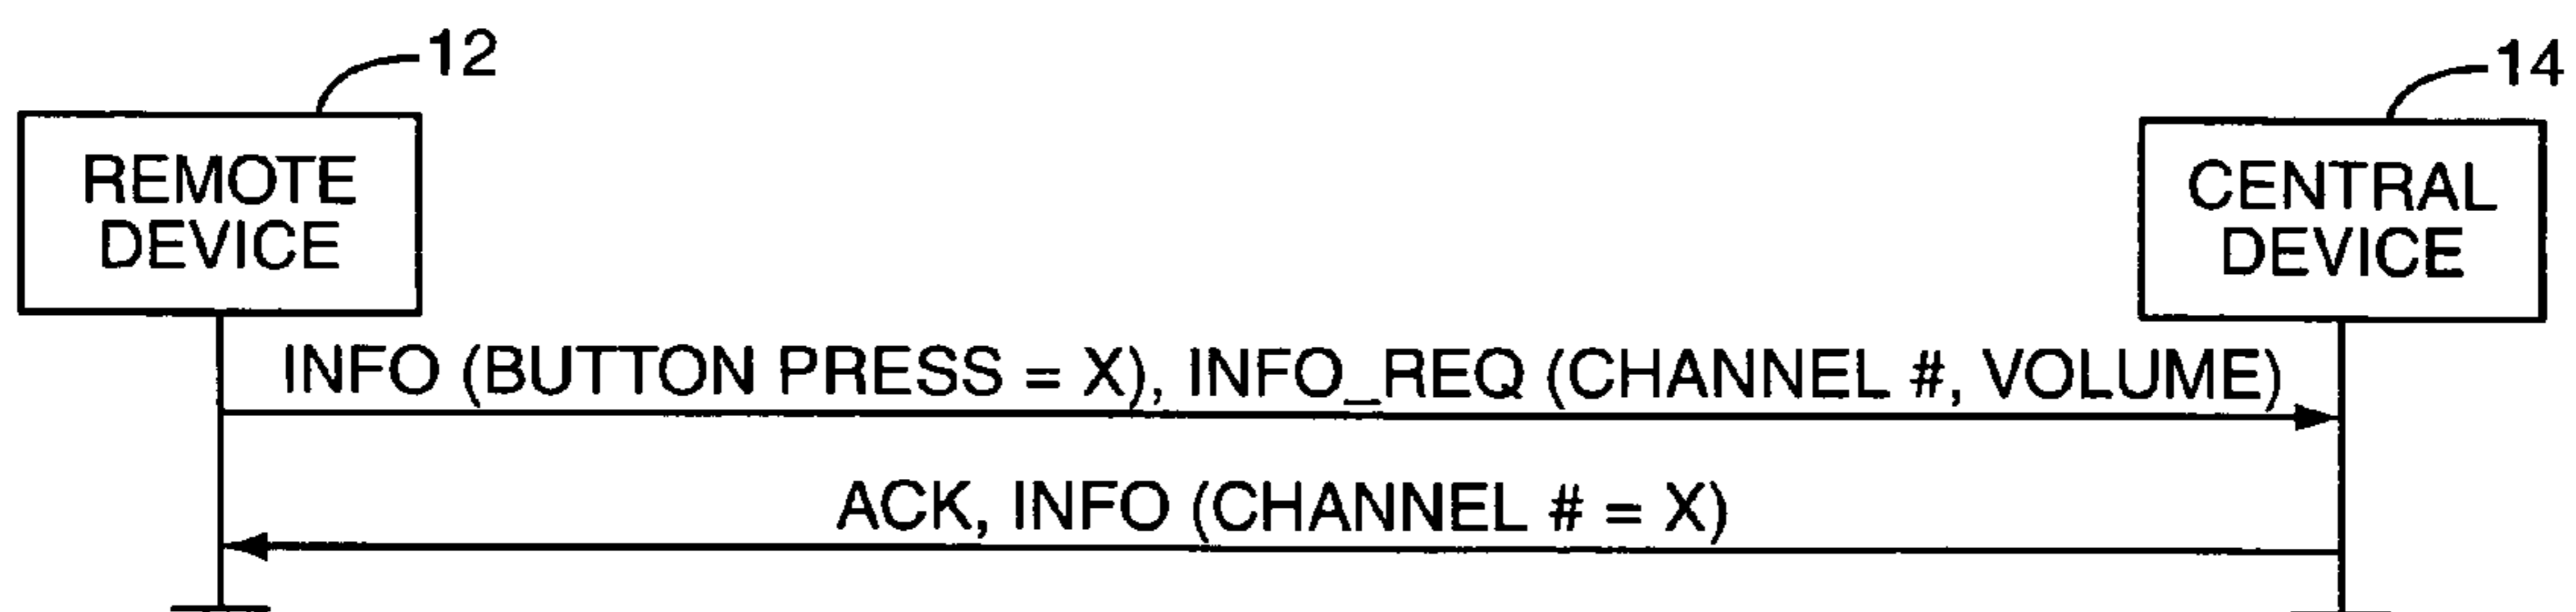 12
14
REMOTE
DEVICE
CENTRAL
DEVICE
INFO (BUTTON PRESS = X), INFO_REQ (CHANNEL #, VOLUME)
ACK, INFO (CHANNEL # = X)